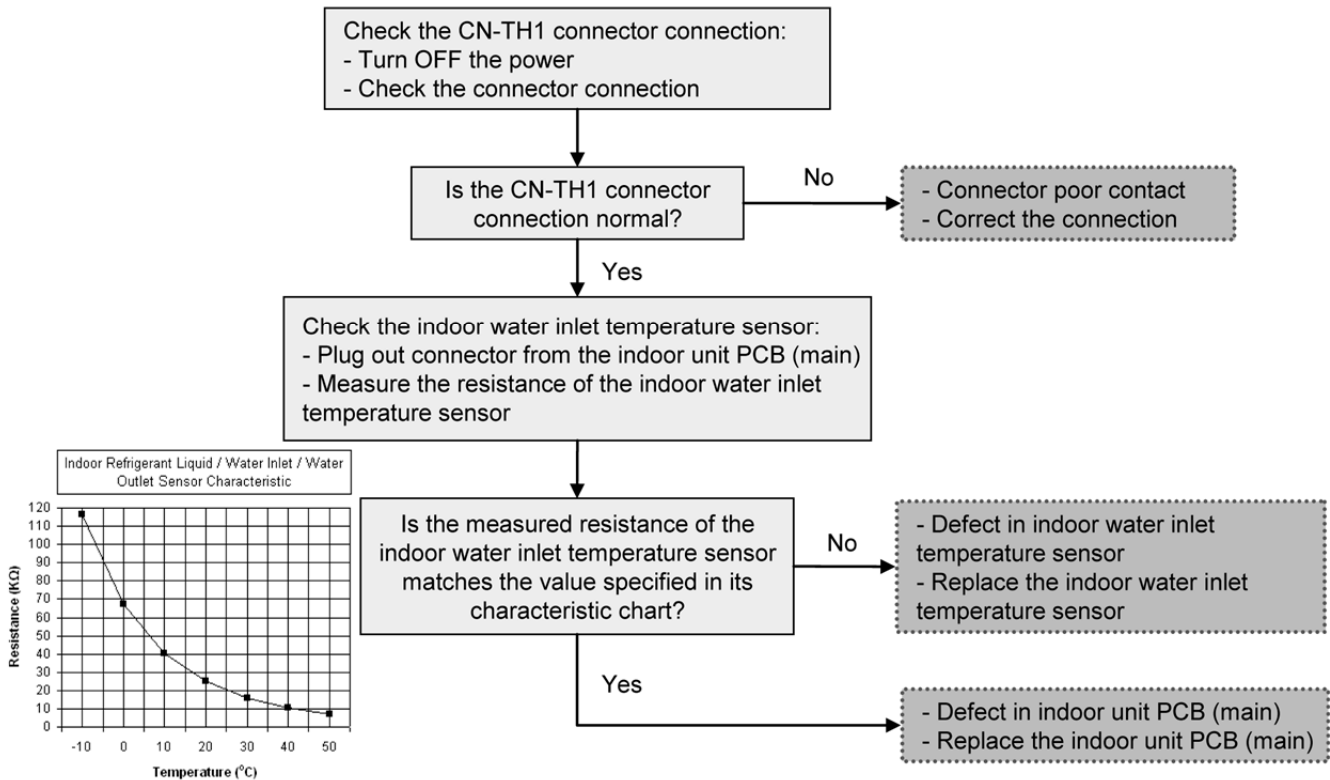 Check the CN-TH1 connector connection:
- Turn OFF the power
- Check the connector connection
Is the CN-TH1 connector
connection normal?
No
- Connector poor contact
- Correct the connection
Yes
Check the indoor water inlet temperature sensor:
- Plug out connector from the indoor unit PCB (main)
- Measure the resistance of the indoor water inlet
temperature sensor
Indoor Refrigerant Liquid / Water Inlet / Water
Outlet Sensor Characteristic
Resistance (KΩ)
120
110
100
90
80
70
60
50
40
30
20
10
0
-10 0 10 20 30 40 50
Temperature (°C)
Is the measured resistance of the
indoor water inlet temperature sensor
matches the value specified in its
characteristic chart?
No
- Defect in indoor water inlet
temperature sensor
- Replace the indoor water inlet
temperature sensor
Yes
- Defect in indoor unit PCB (main)
- Replace the indoor unit PCB (main)